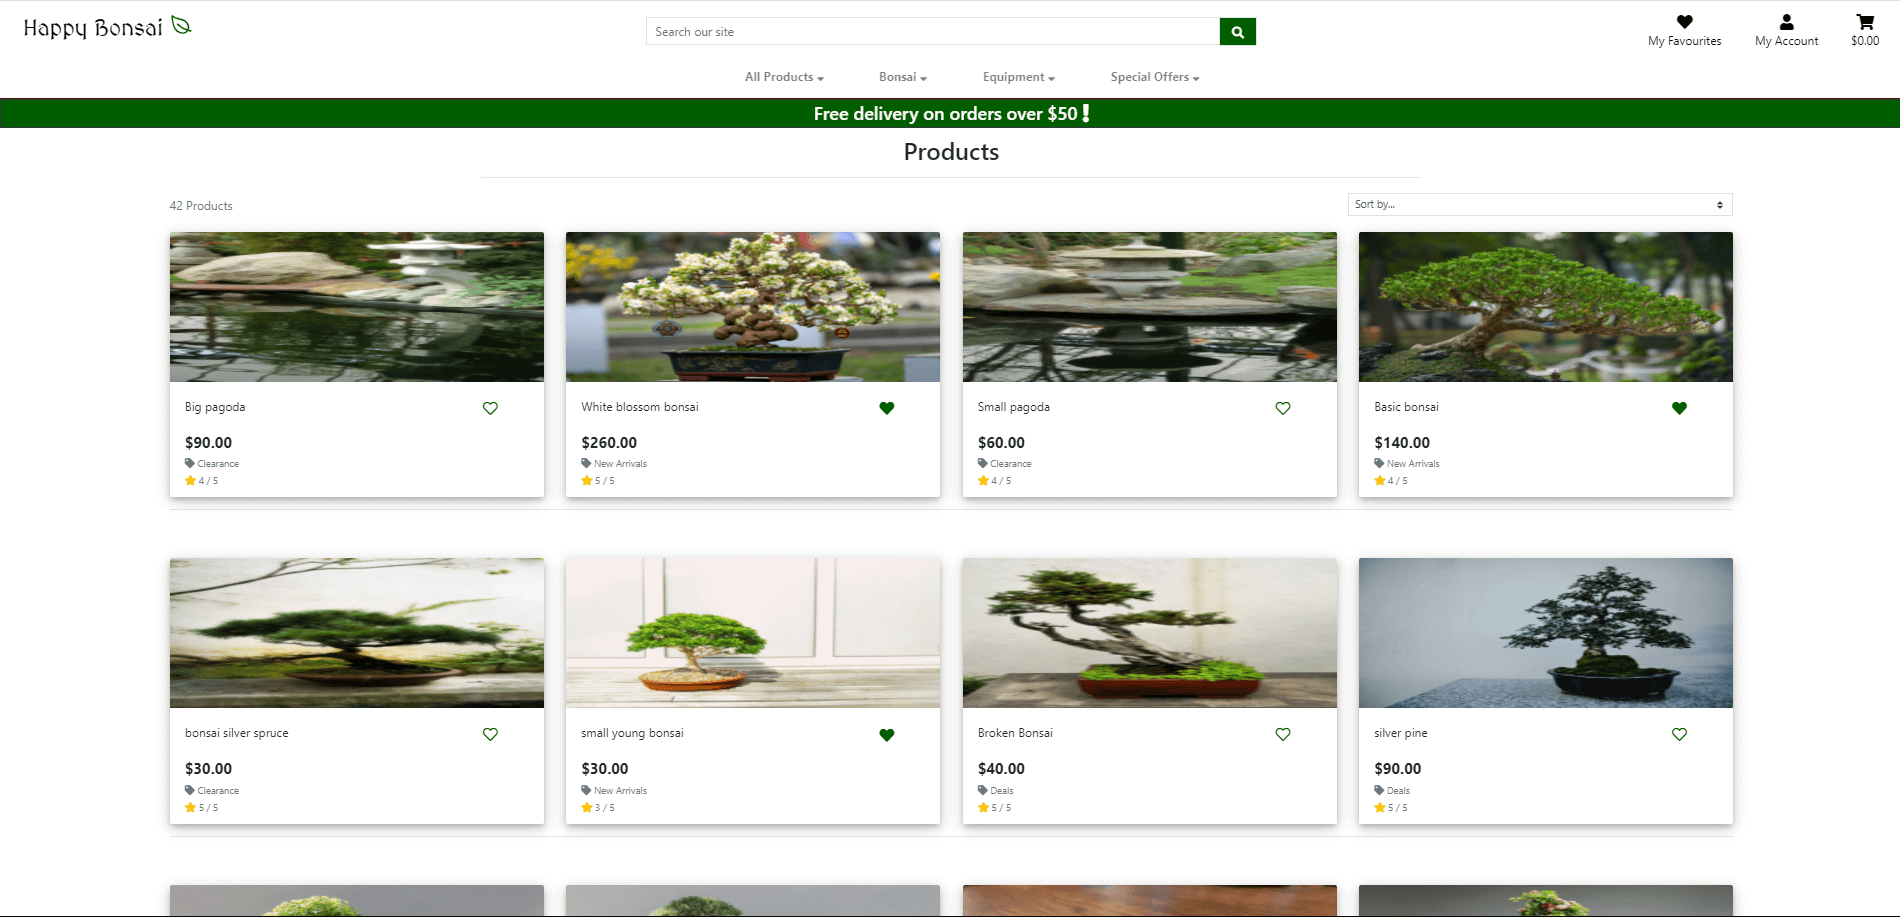 Happy Bonsai
Search our site
My Favourites
My Account
$0.00
All Products
Bonsai
Equipment
Special Offers
Free delivery on orders over $50!
Products
42 Products
Sort by...
Big pagoda
$90.00
Clearance
4 / 5
White blossom bonsai
$260.00
New Arrivals
5 / 5
Small pagoda
$60.00
Clearance
4 / 5
Basic bonsai
$140.00
New Arrivals
4 / 5
bonsai silver spruce
$30.00
Clearance
5 / 5
small young bonsai
$30.00
New Arrivals
3 / 5
Broken Bonsai
$40.00
Deals
5 / 5
silver pine
$90.00
Deals
5 / 5